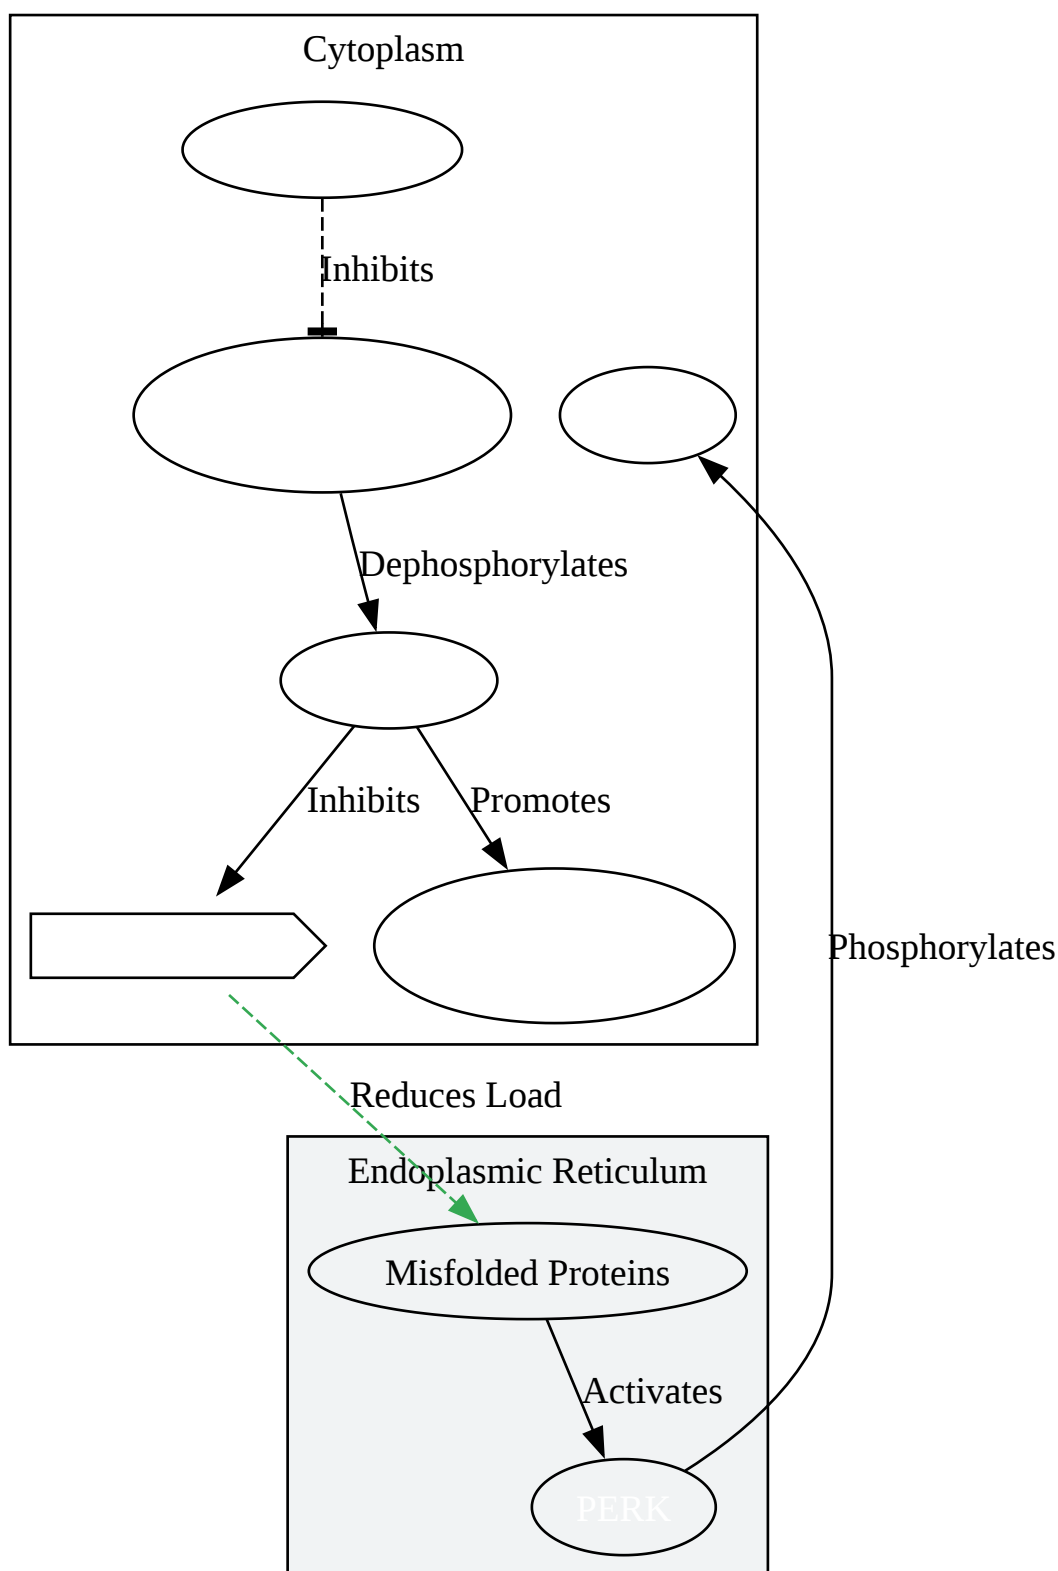 Cytoplasm
Inhibits
Dephosphorylates
Inhibits
Promotes
Phosphorylates
Reduces Load
Endoplasmic Reticulum
Misfolded Proteins
Activates
PERK